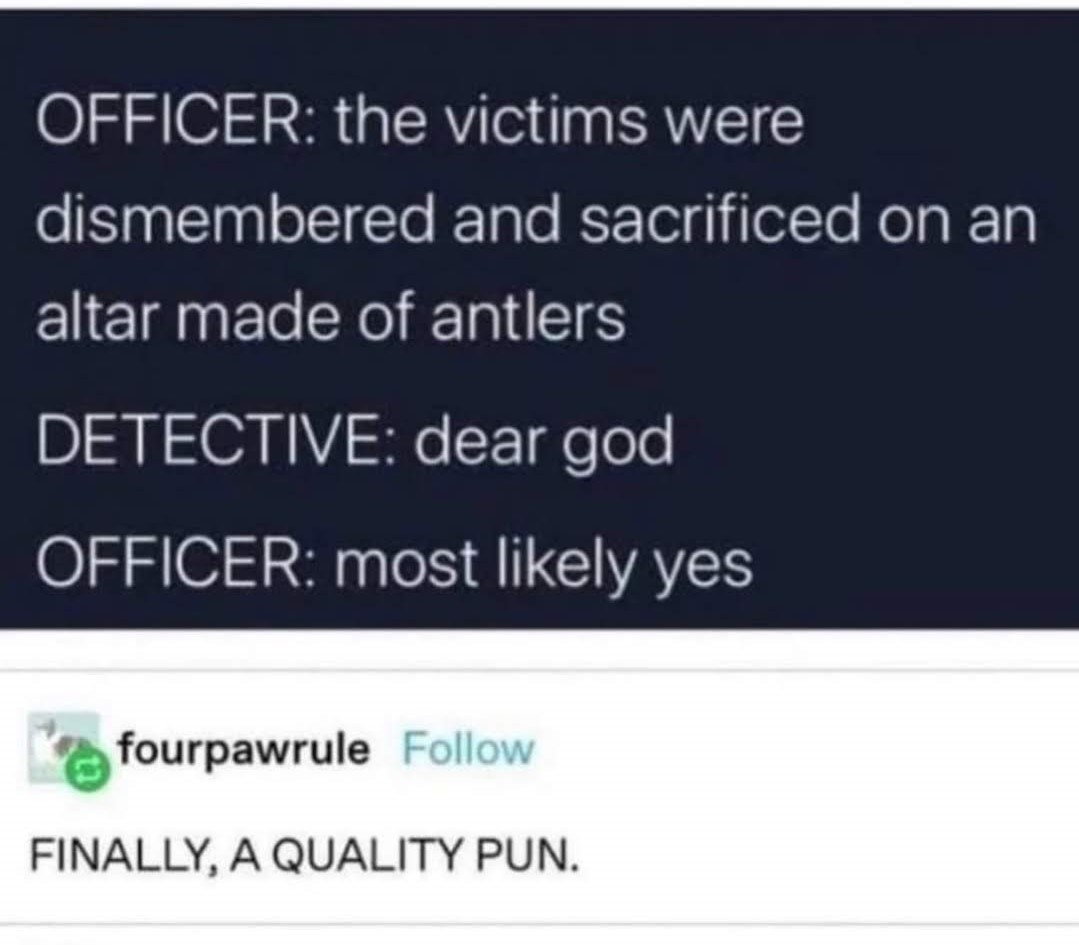 OFFICER: the victims were
dismembered and sacrificed on an
altar made of antlers
DETECTIVE: dear god
OFFICER: most likely yes
fourpawrule Follow
FINALLY, A QUALITY PUN.